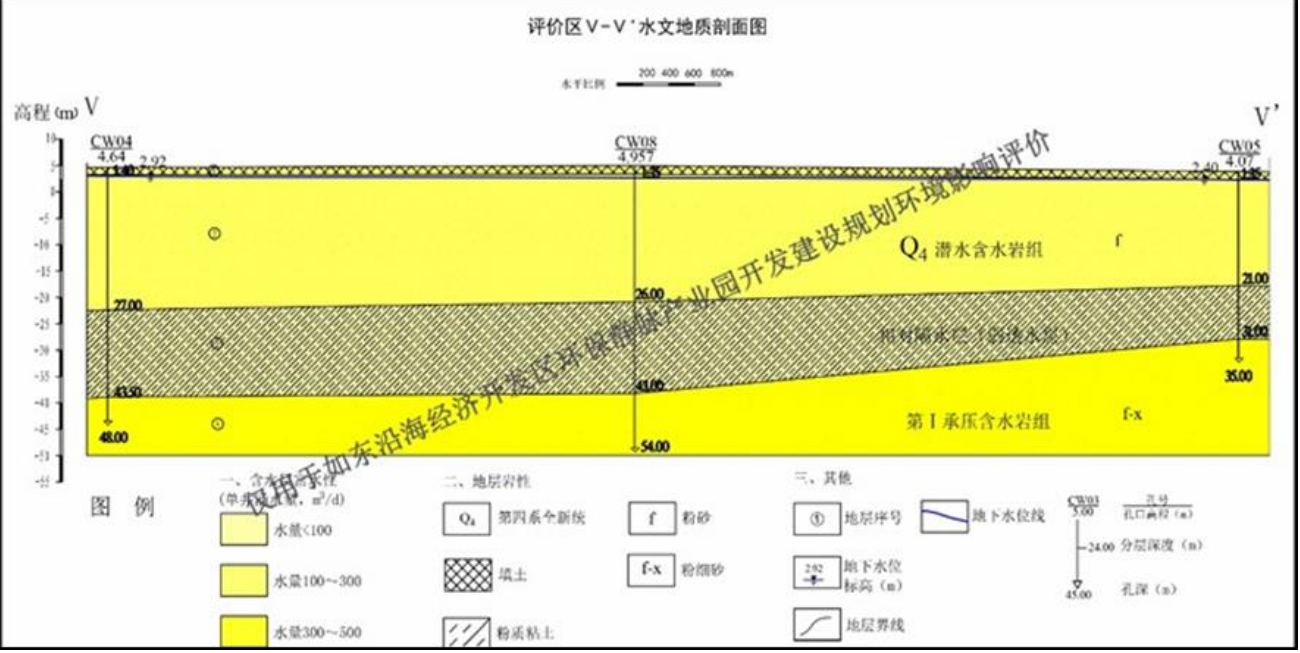 评价区V-V'水文地质剖面图
水平比例 200 400 600 800m
高程(m) V
V'
CW04
4.64
2.92
CW08
4.957
CW05
4.07
2.40
10
5
0
-5
-10
-15
-20
-25
-30
-35
-45
Q4 潜水含水岩组
f
27.00
26.00
21.00
相对隔水层(弱透水层)
43.50
43.00
31.00
35.00
第Ⅰ承压含水岩组
f-x
48.00
54.00
仅用于如东沿海经济开发区环保静脉产业园开发建设规划环境影响评价
图 例
一、含水层富水性
(单井涌水量, m³/d)
水量<100
水量100~300
水量300~500
二、地层岩性
Q4 第四系全新统
f 粉砂
填土
f-x 粉细砂
粉质粘土
三、其他
① 地层序号
地下水位线
2.92 地下水位
标高(m)
地层界线
CW03 孔号
5.00 孔口高程(m)
24.00 分层深度(m)
45.00 孔深(m)